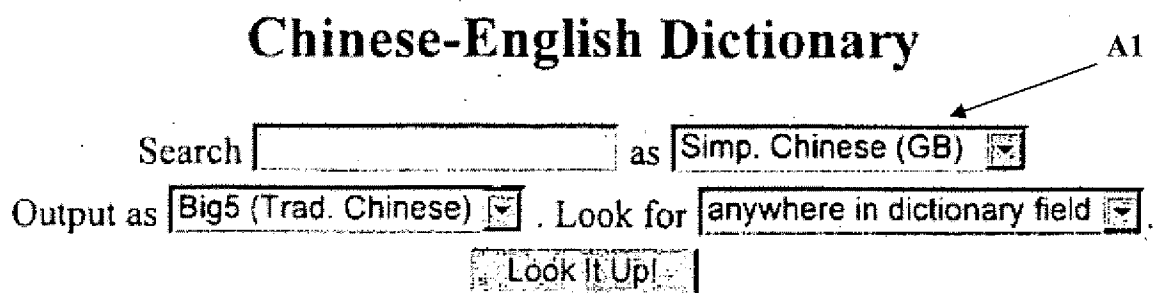 Chinese-English Dictionary
A1
Search as Simp. Chinese (GB)
Output as Big5 (Trad. Chinese) . Look for anywhere in dictionary field .
Look It Up!